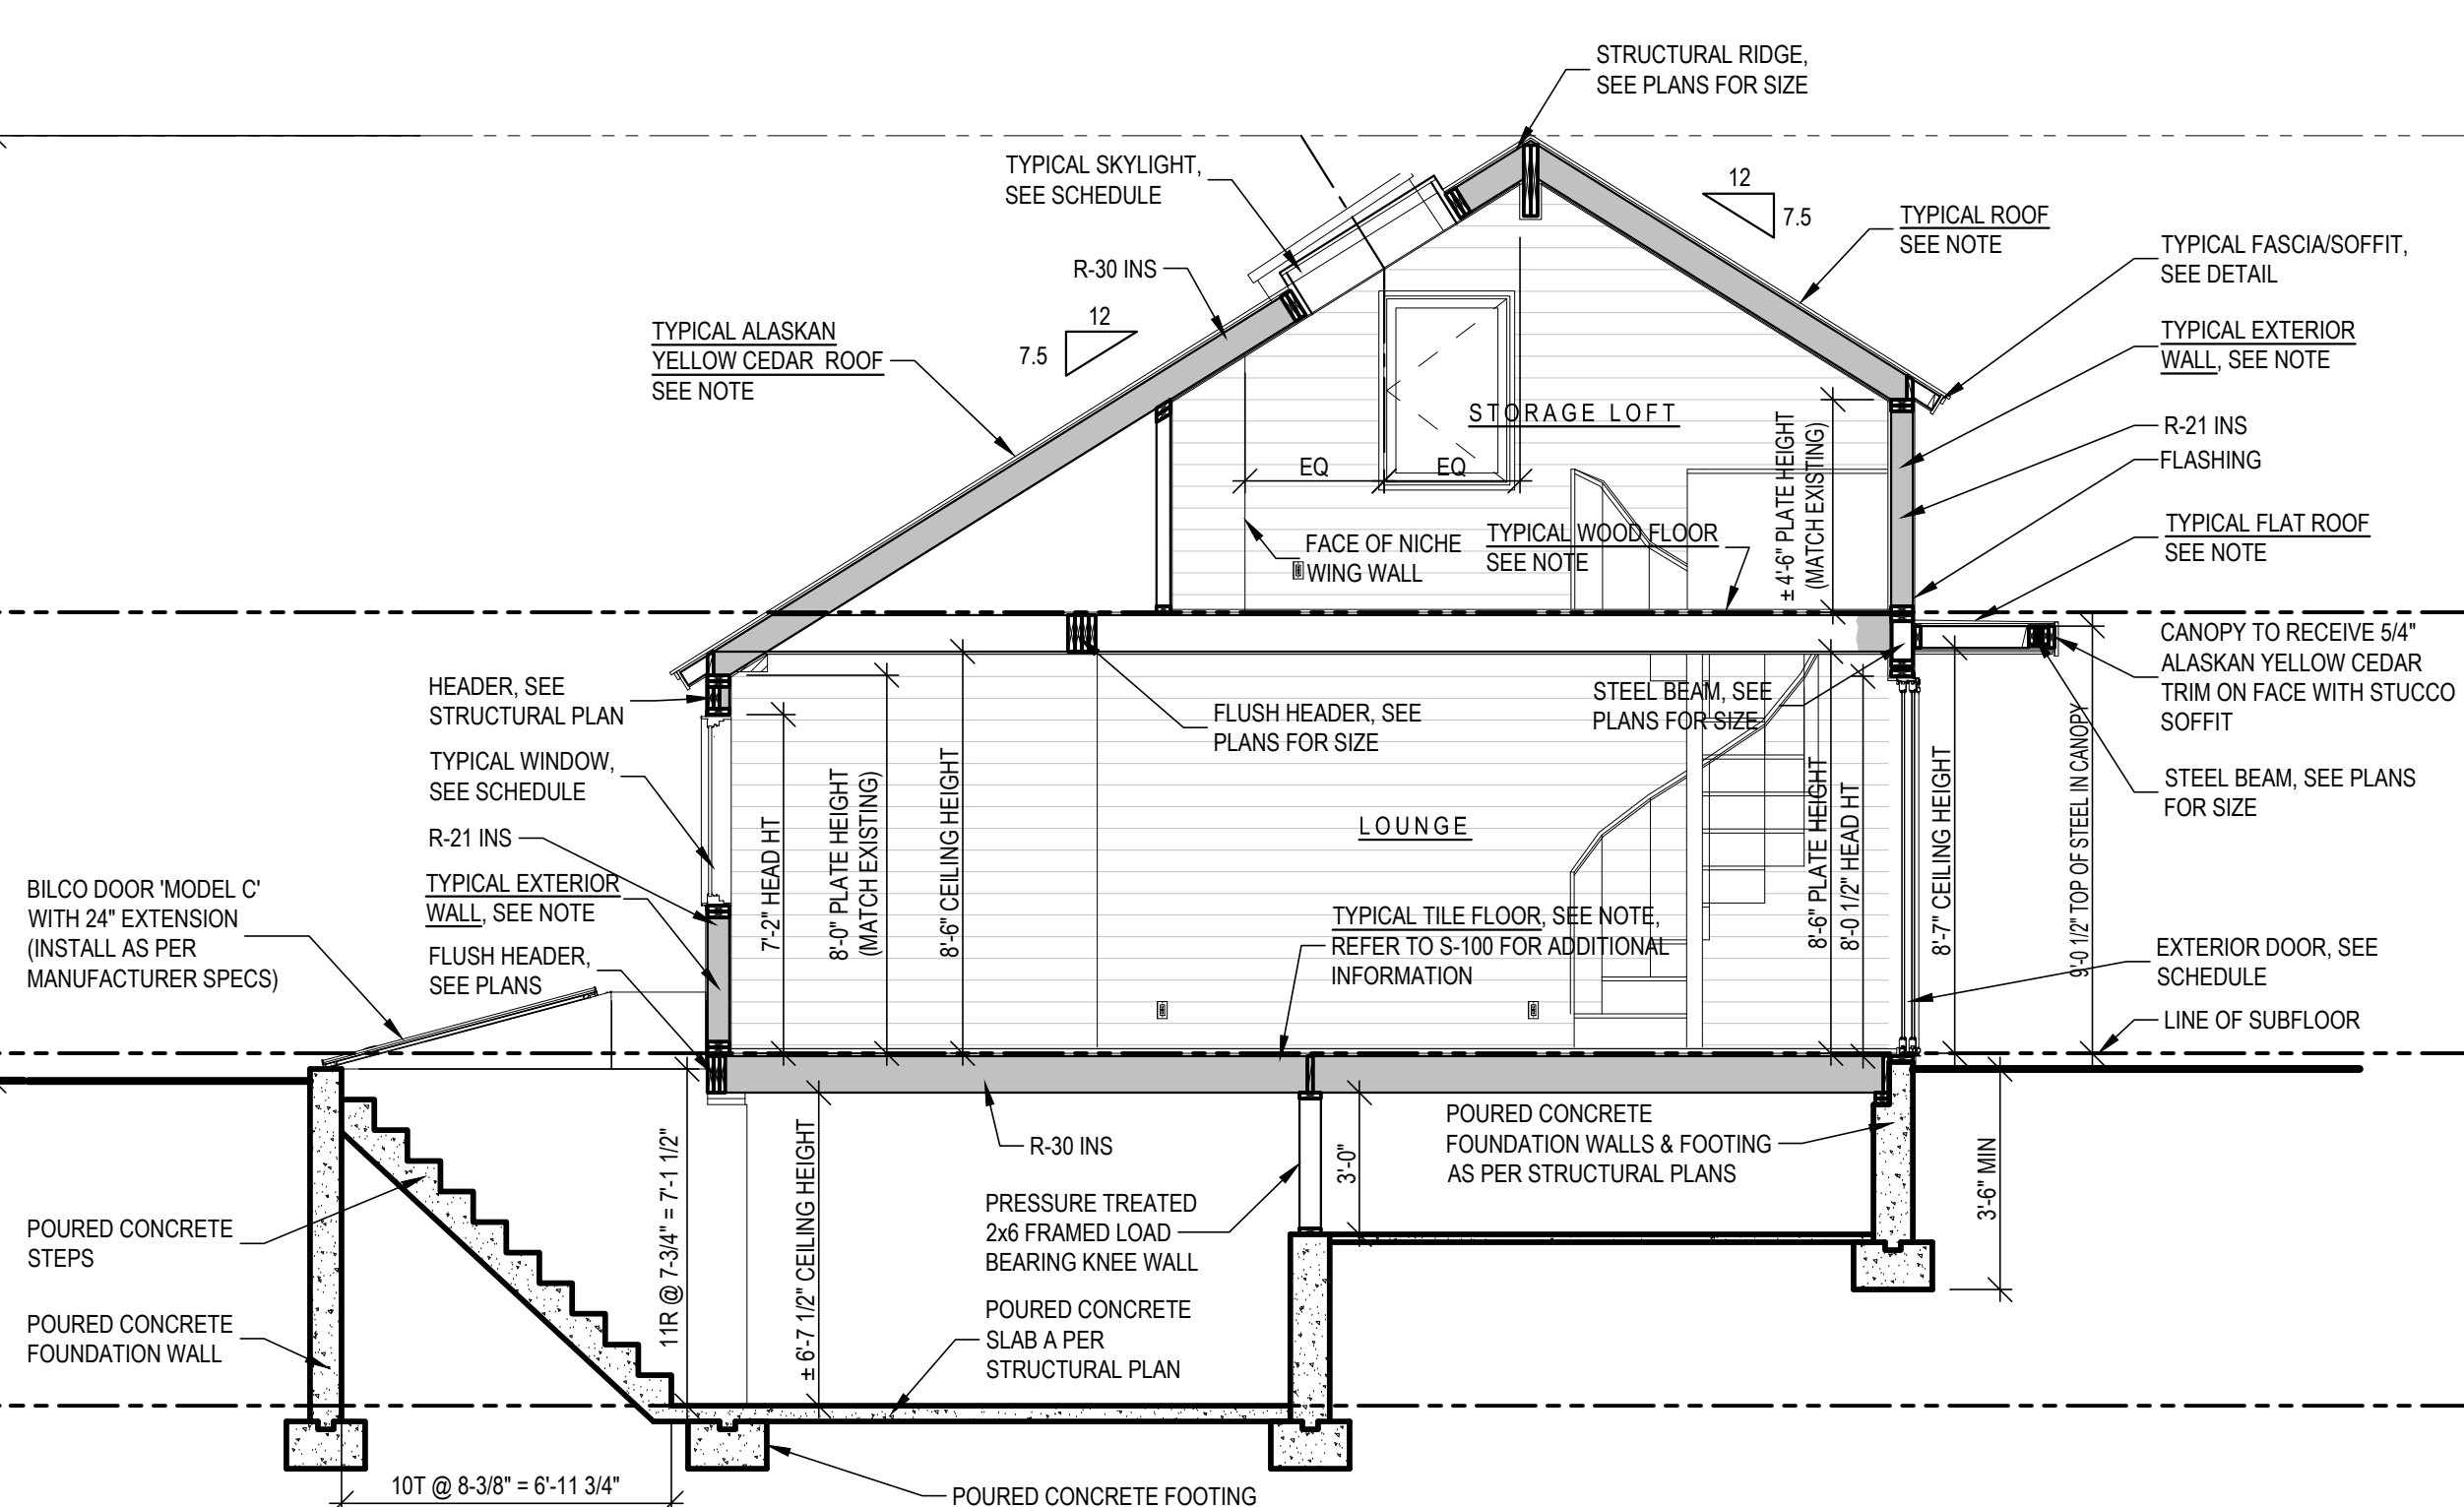 STRUCTURAL RIDGE,
SEE PLANS FOR SIZE
TYPICAL SKYLIGHT,
SEE SCHEDULE
12
7.5
TYPICAL ROOF
SEE NOTE
TYPICAL FASCIA/SOFFIT,
SEE DETAIL
R-30 INS
12
7.5
TYPICAL ALASKAN
YELLOW CEDAR ROOF
SEE NOTE
TYPICAL EXTERIOR
WALL, SEE NOTE
STORAGE LOFT
R-21 INS
FLASHING
EQ
EQ
± 4'-6" PLATE HEIGHT
(MATCH EXISTING)
TYPICAL WOOD FLOOR
SEE NOTE
FACE OF NICHE
WING WALL
TYPICAL FLAT ROOF
SEE NOTE
CANOPY TO RECEIVE 5/4"
ALASKAN YELLOW CEDAR
TRIM ON FACE WITH STUCCO
SOFFIT
HEADER, SEE
STRUCTURAL PLAN
FLUSH HEADER, SEE
PLANS FOR SIZE
STEEL BEAM, SEE
PLANS FOR SIZE
TYPICAL WINDOW,
SEE SCHEDULE
STEEL BEAM, SEE PLANS
FOR SIZE
R-21 INS
TYPICAL EXTERIOR
WALL, SEE NOTE
FLUSH HEADER,
SEE PLANS
7'-2" HEAD HT
8'-0" PLATE HEIGHT
(MATCH EXISTING)
8'-6" CEILING HEIGHT
LOUNGE
8'-6" PLATE HEIGHT
8'-0 1/2" HEAD HT
8'-7" CEILING HEIGHT
9'-0 1/2" TOP OF STEEL IN CANOPY
BILCO DOOR 'MODEL C'
WITH 24" EXTENSION
(INSTALL AS PER
MANUFACTURER SPECS)
TYPICAL TILE FLOOR, SEE NOTE,
REFER TO S-100 FOR ADDITIONAL
INFORMATION
EXTERIOR DOOR, SEE
SCHEDULE
LINE OF SUBFLOOR
R-30 INS
POURED CONCRETE
FOUNDATION WALLS & FOOTING
AS PER STRUCTURAL PLANS
3'-0"
3'-6" MIN
11R @ 7-3/4" = 7'-1 1/2"
± 6'-7 1/2" CEILING HEIGHT
PRESSURE TREATED
2x6 FRAMED LOAD
BEARING KNEE WALL
POURED CONCRETE
STEPS
POURED CONCRETE
FOUNDATION WALL
POURED CONCRETE
SLAB A PER
STRUCTURAL PLAN
10T @ 8-3/8" = 6'-11 3/4"
POURED CONCRETE FOOTING